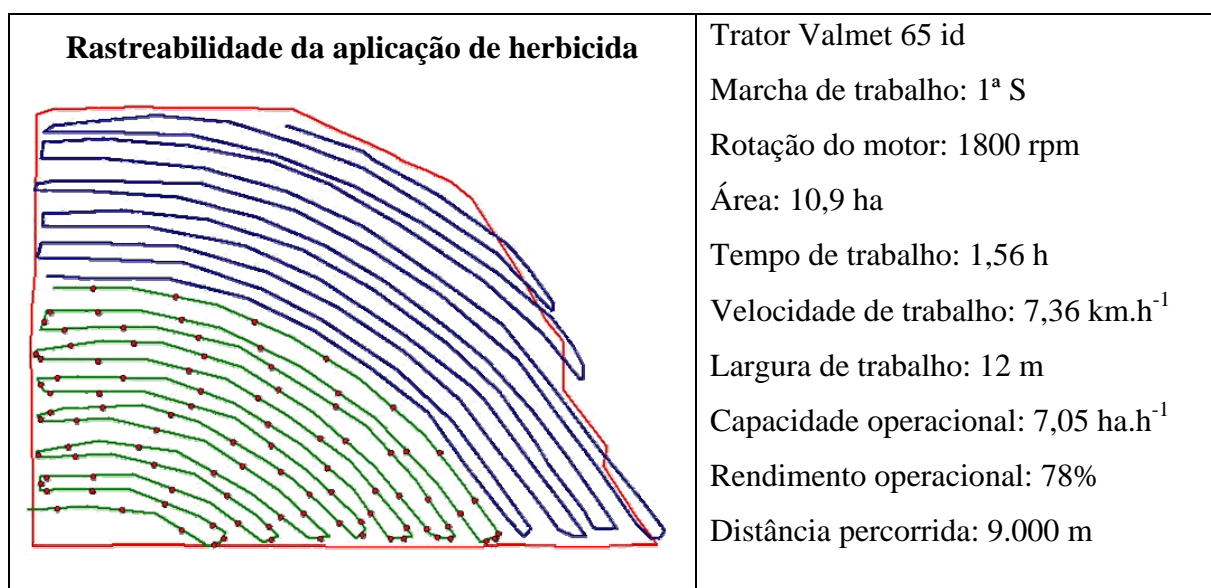 Rastreabilidade da aplicação de herbicida
Trator Valmet 65 id
Marcha de trabalho: 1ª S
Rotação do motor: 1800 rpm
Área: 10,9 ha
Tempo de trabalho: 1,56 h
Velocidade de trabalho: 7,36 km.h⁻¹
Largura de trabalho: 12 m
Capacidade operacional: 7,05 ha.h⁻¹
Rendimento operacional: 78%
Distância percorrida: 9.000 m